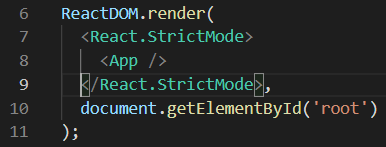 6 ReactDOM.render(
7 <React.StrictMode>
8 <App />
9 </React.StrictMode>,
10 document.getElementById('root')
11 );